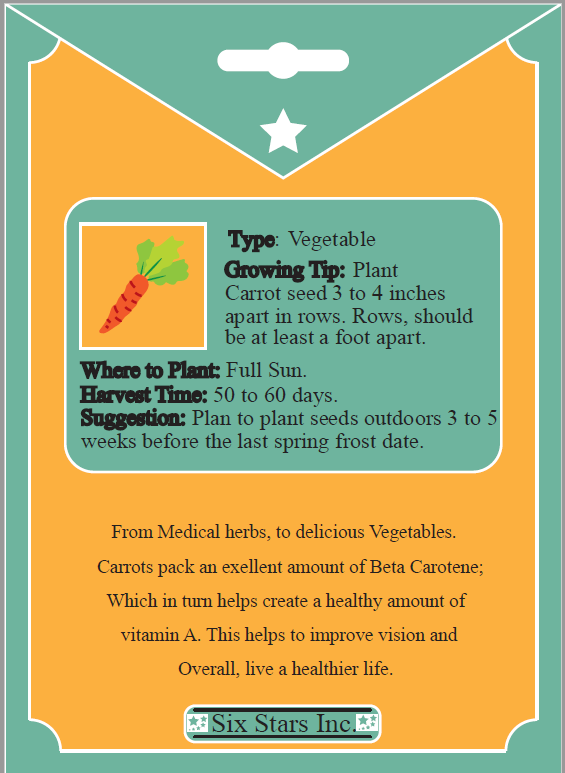 Type: Vegetable
Growing Tip: Plant
Carrot seed 3 to 4 inches
apart in rows. Rows, should
be at least a foot apart.
Where to Plant: Full Sun.
Harvest Time: 50 to 60 days.
Suggestion: Plan to plant seeds outdoors 3 to 5
weeks before the last spring frost date.
From Medical herbs, to delicious Vegetables.
Carrots pack an exellent amount of Beta Carotene;
Which in turn helps create a healthy amount of
vitamin A. This helps to improve vision and
Overall, live a healthier life.
Six Stars Inc.